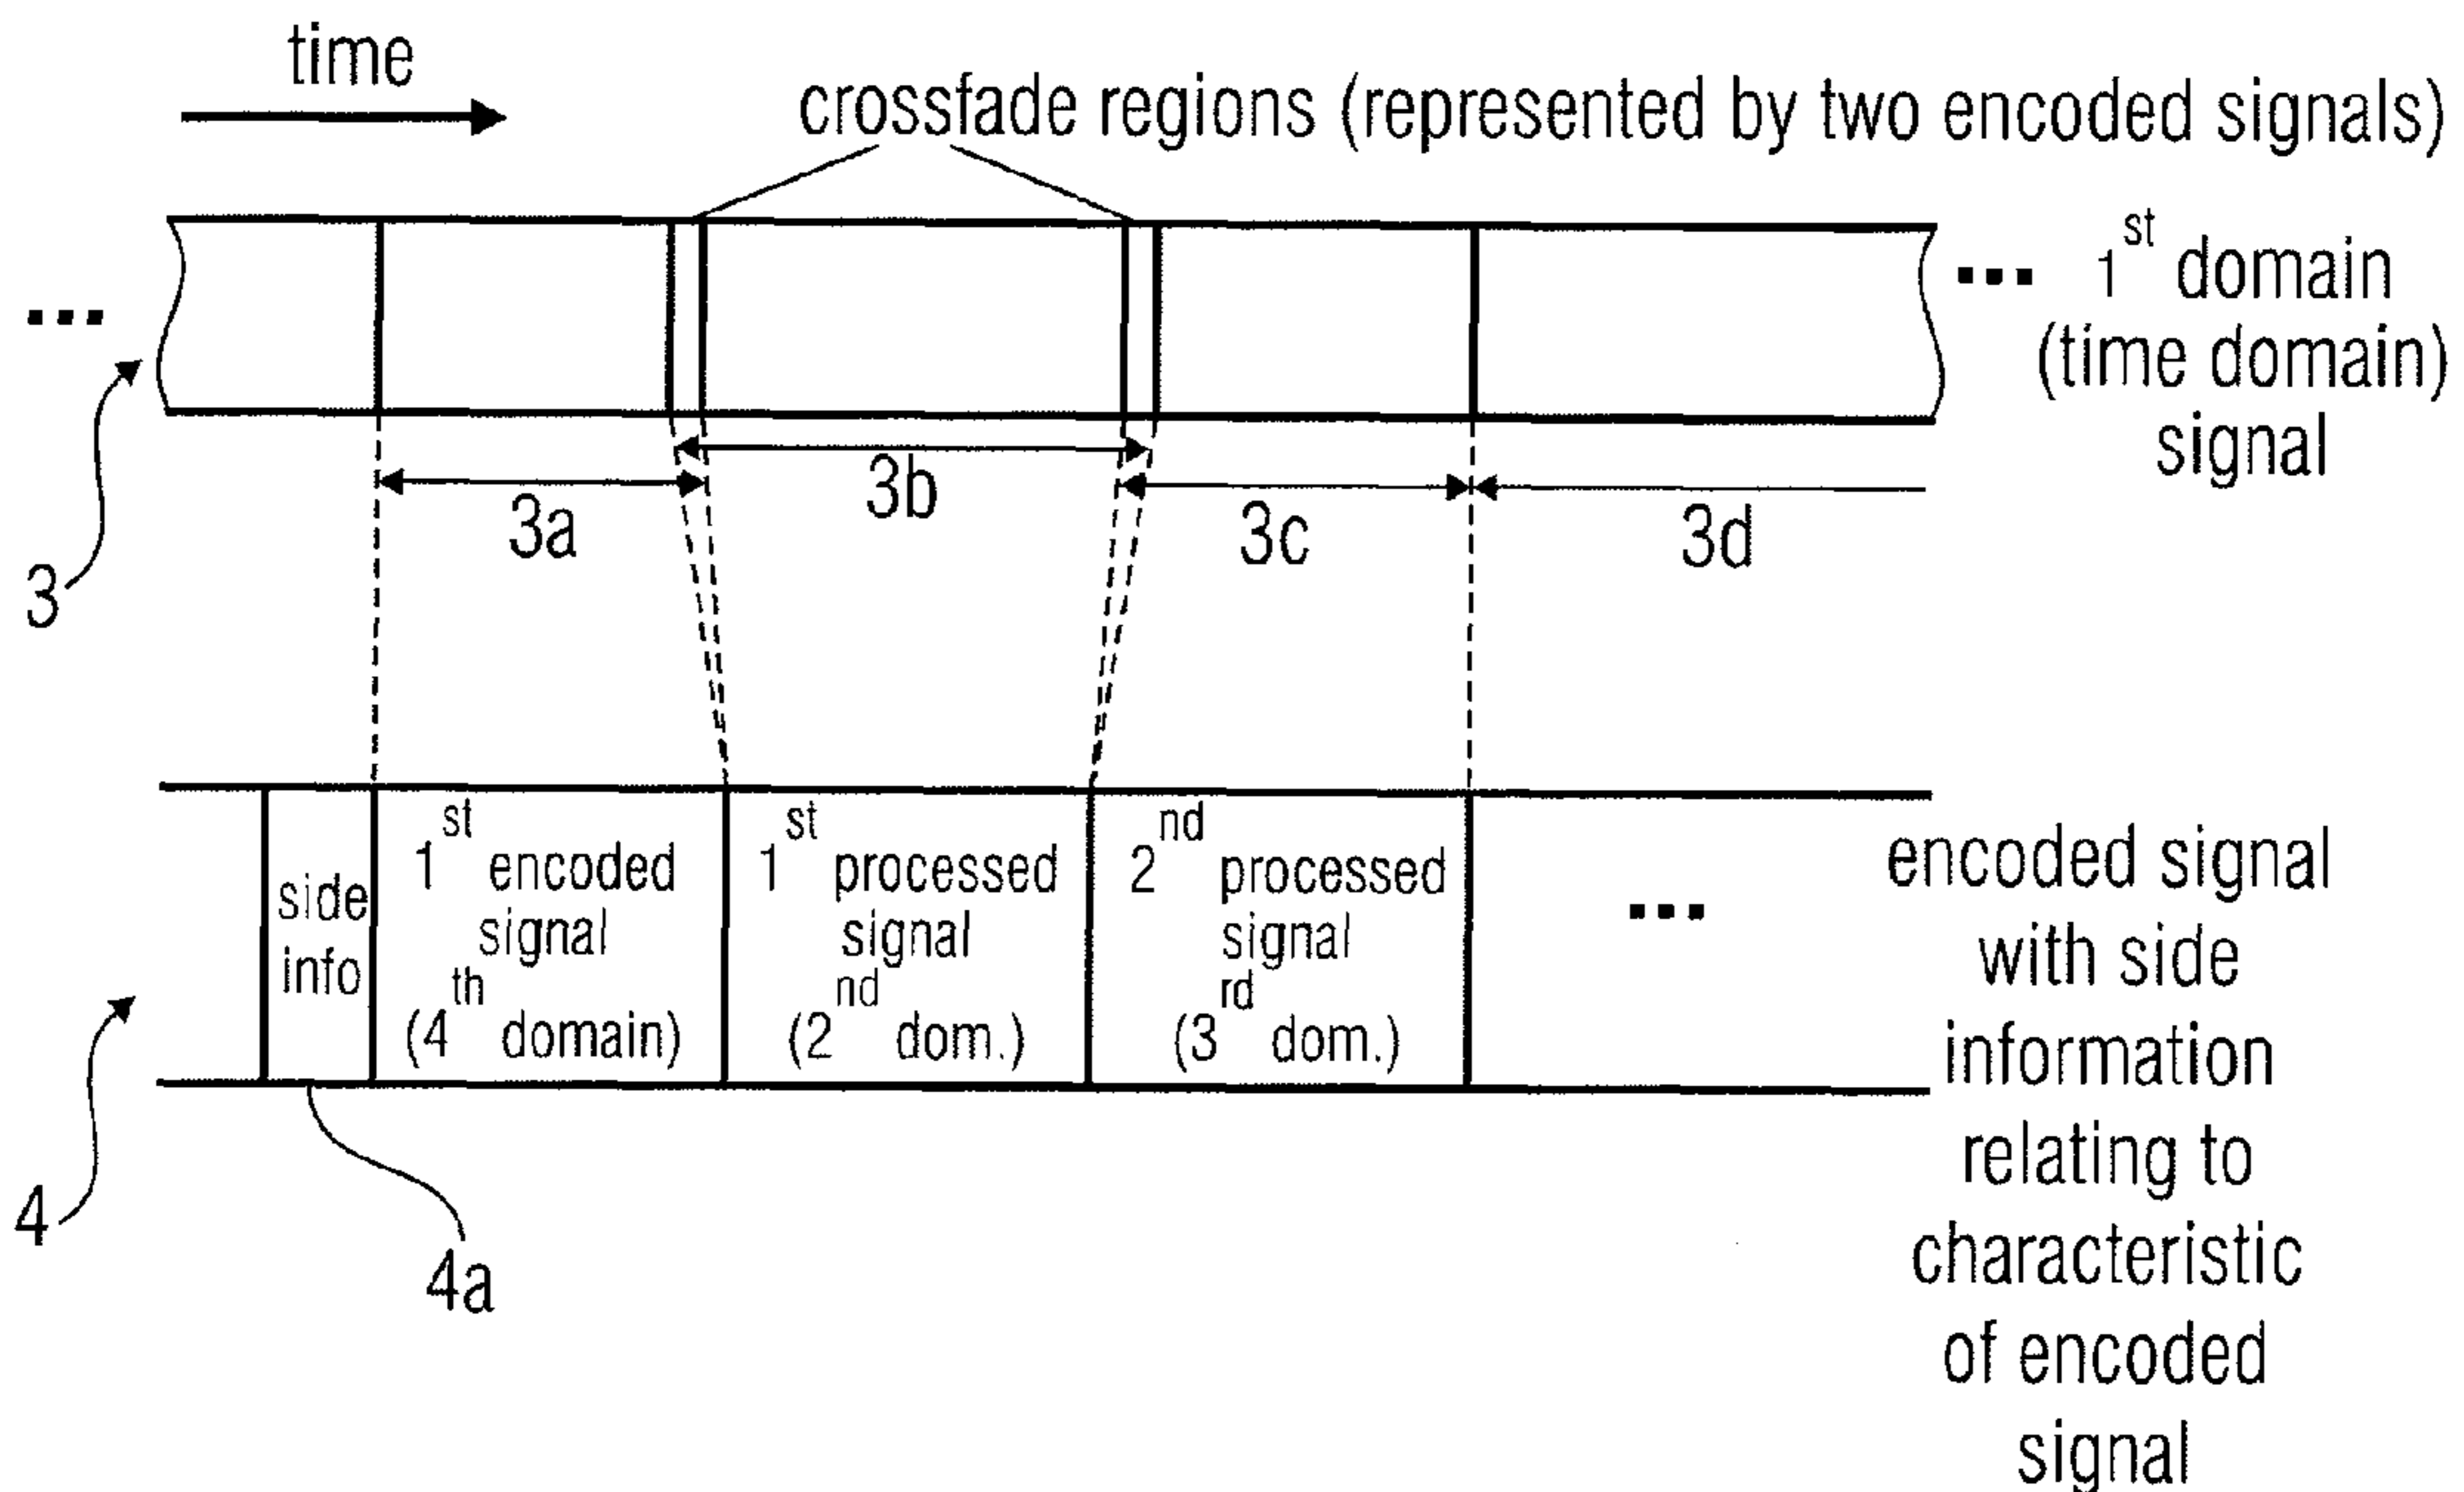 time
crossfade regions (represented by two encoded signals)
... ... 1st domain
(time domain)
signal
3a
3b
3c
3d
3
side
info
1st encoded
signal
(4th domain)
1st processed
signal
(2nd dom.)
2nd processed
signal
(3rd dom.)
...
encoded signal
with side
information
relating to
characteristic
of encoded
signal
4
4a